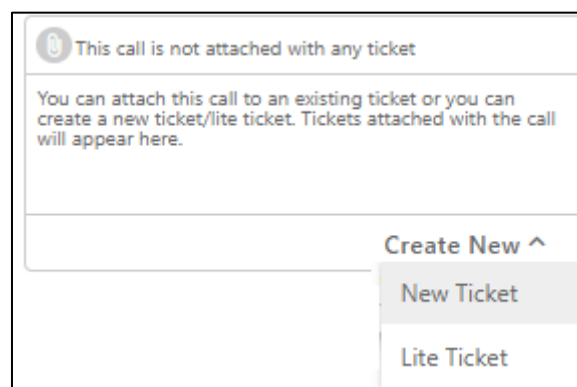 This call is not attached with any ticket
You can attach this call to an existing ticket or you can
create a new ticket/lite ticket. Tickets attached with the call
will appear here.
Create New
New Ticket
Lite Ticket